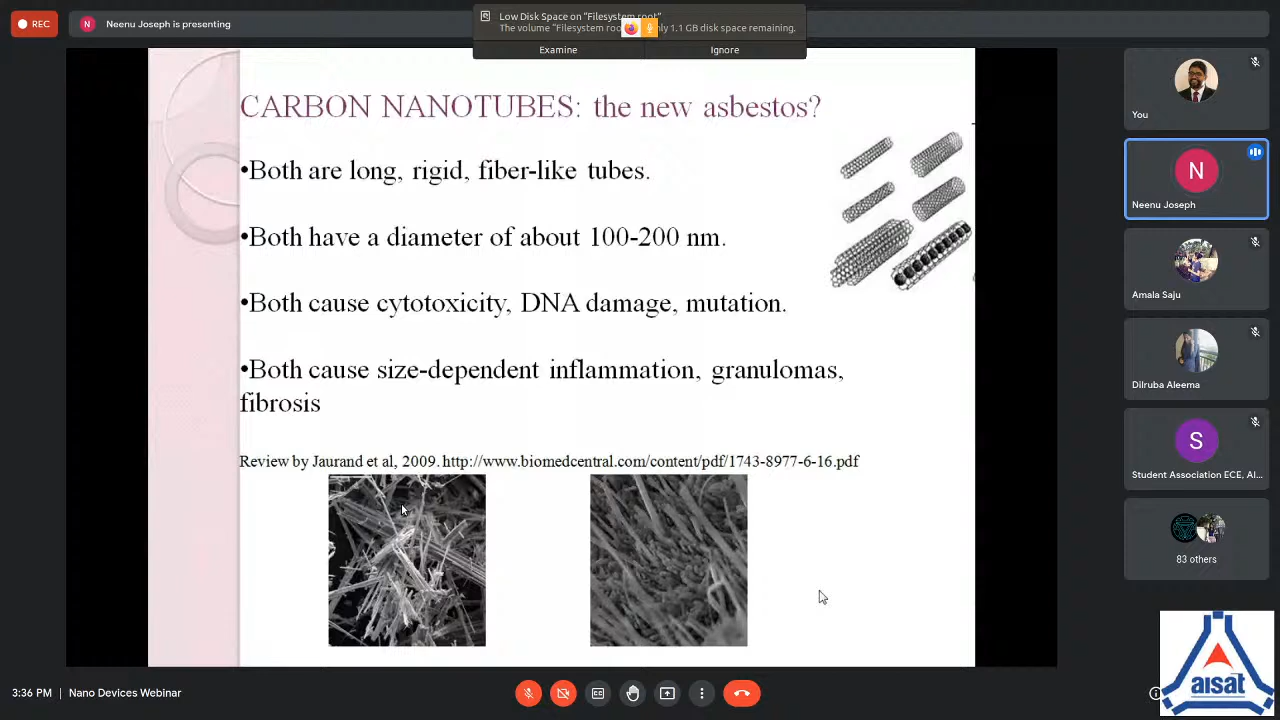 REC
Neenu Joseph is presenting
Low Disk Space on "Filesystem root"
The volume "Filesystem roo
nly 1.1 GB disk space remaining.
Examine
Ignore
CARBON NANOTUBES: the new asbestos?
•Both are long, rigid, fiber-like tubes.
•Both have a diameter of about 100-200 nm.
•Both cause cytotoxicity, DNA damage, mutation.
•Both cause size-dependent inflammation, granulomas,
fibrosis
Review by Jaurand et al, 2009. http://www.biomedcentral.com/content/pdf/1743-8977-6-16.pdf
You
N
Neenu Joseph
Amala Saju
Dilruba Aleema
S
Student Association ECE, AI...
83 others
3:36 PM | Nano Devices Webinar
aisat